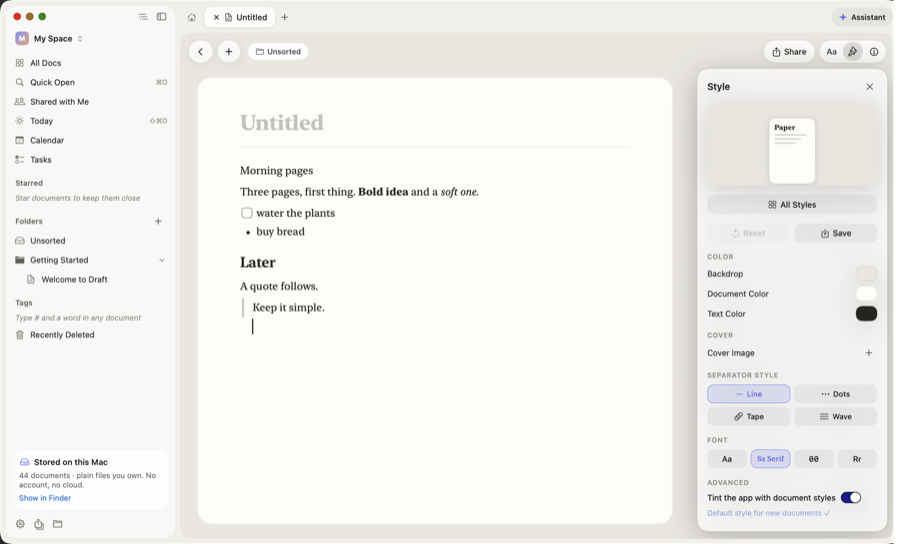 Untitled
Assistant
M My Space
All Docs
Quick Open ⌘O
Shared with Me
Today ⇧⌘D
Calendar
Tasks
Starred
Star documents to keep them close
Folders
Unsorted
Getting Started
Welcome to Draft
Tags
Type # and a word in any document
Recently Deleted
Stored on this Mac
44 documents · plain files you own. No
account, no cloud.
Show in Finder
Unsorted
Share
Aa
Untitled
Morning pages
Three pages, first thing. Bold idea and a soft one.
water the plants
• buy bread
Later
A quote follows.
Keep it simple.
Style
Paper
All Styles
Reset
Save
COLOR
Backdrop
Document Color
Text Color
COVER
Cover Image
SEPARATOR STYLE
Line
Dots
Tape
Wave
FONT
Aa
Ss Serif
00
Rr
ADVANCED
Tint the app with document styles
Default style for new documents ✓